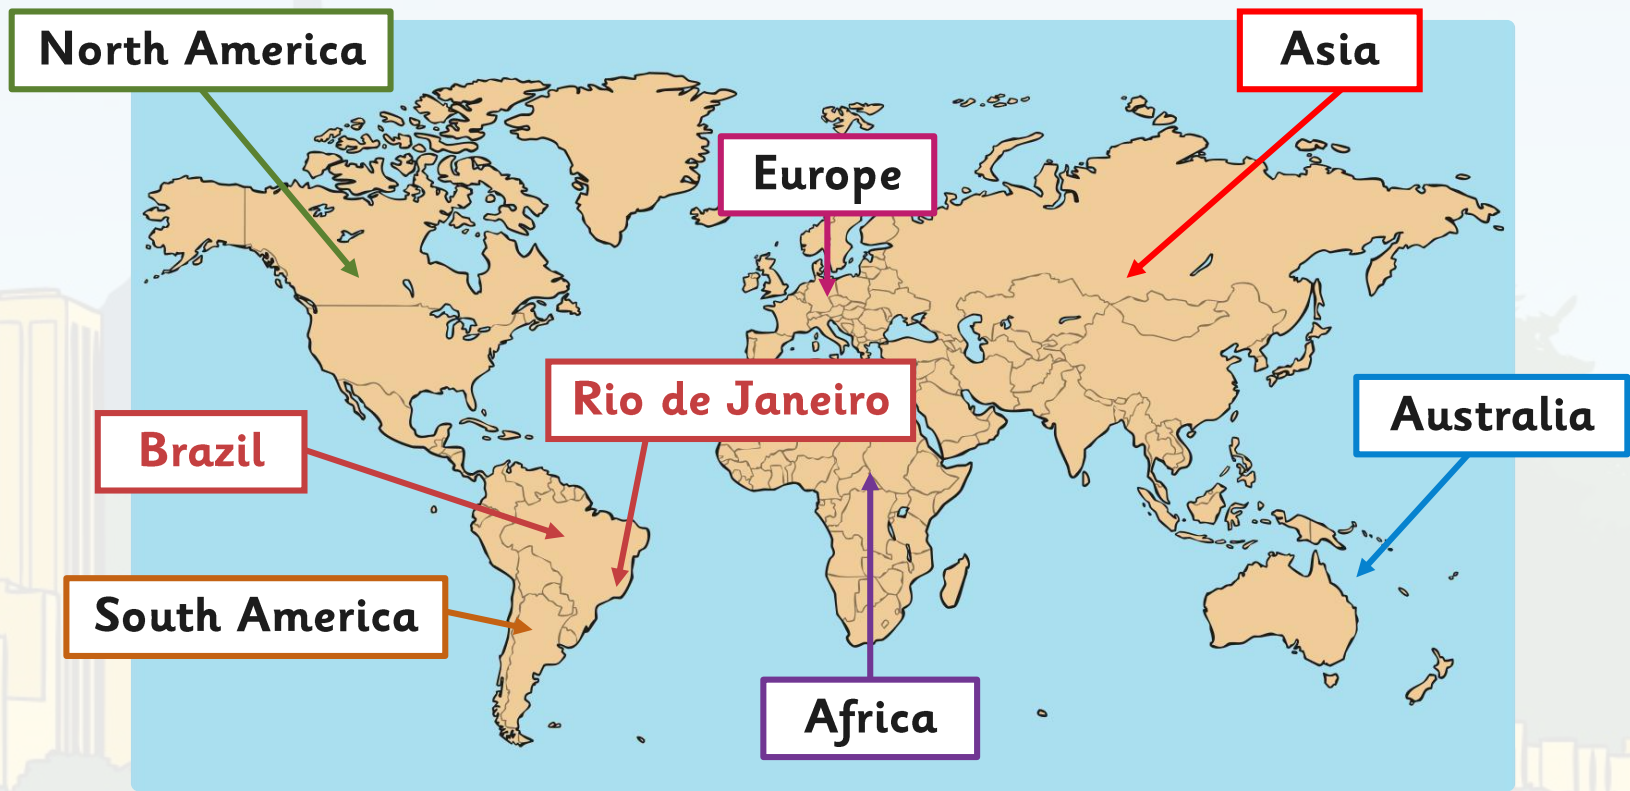 North America
Asia
Europe
Rio de Janeiro
Australia
Brazil
South America
Africa